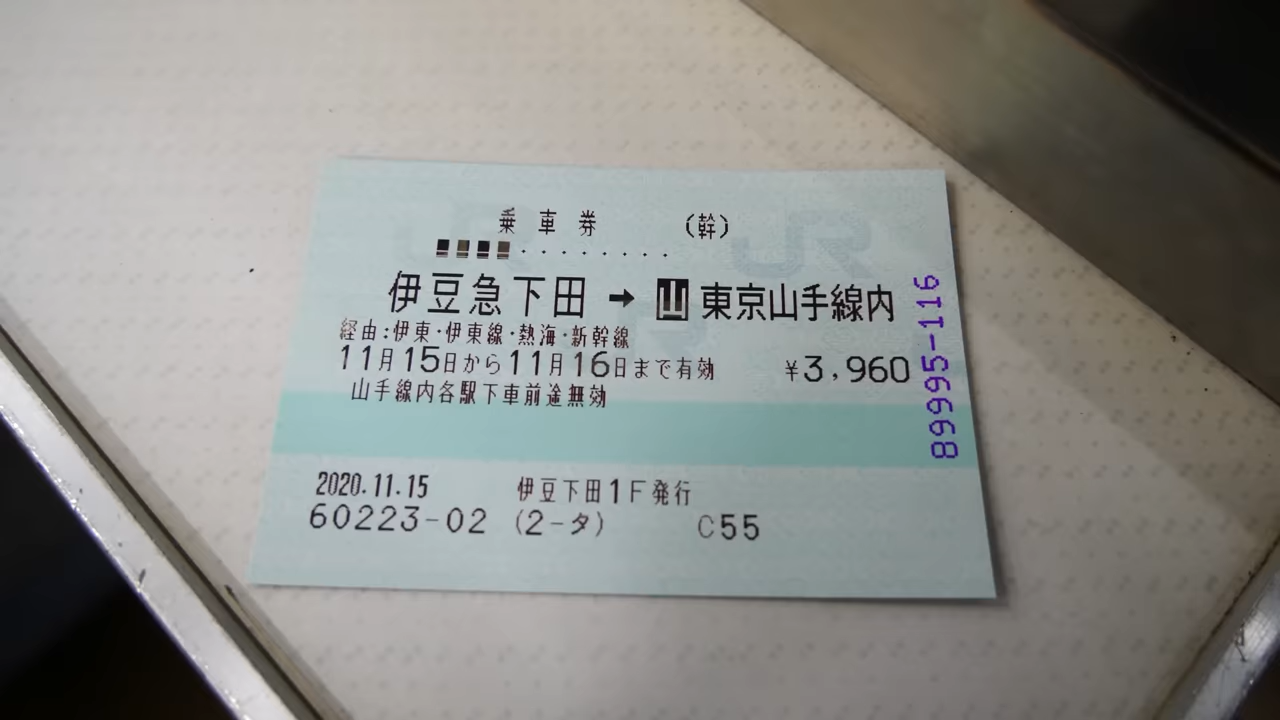 乗車券 (幹)
伊豆急下田 → 山 東京山手線内
経由:伊東・伊東線・熱海・新幹線
11月15日から11月16日まで有効 ¥3,960
山手線内各駅下車前途無効
2020.11.15 伊豆下田1F発行
60223-02 (2-タ) C55
89995-116
JR